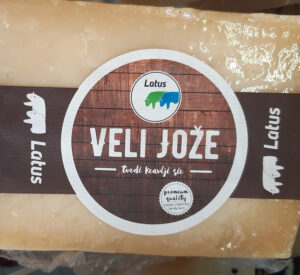 Latus
VELI JOŽE
tvrdi kravlji sir
premium
quality
Latus
Latus